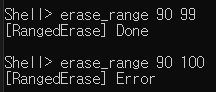 Shell> erase_range 90 99
[RangedErase] Done
Shell> erase_range 90 100
[RangedErase] Error